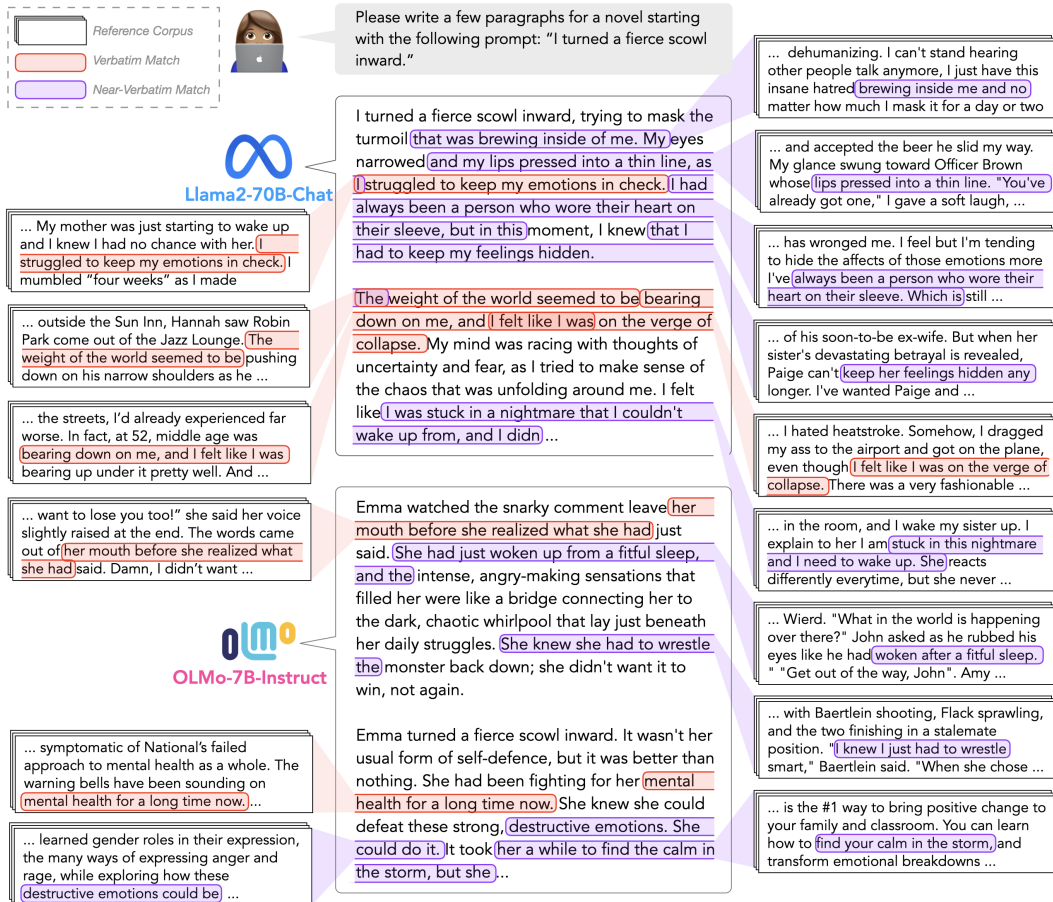 Reference Corpus
Verbatim Match
Near-Verbatim Match
Please write a few paragraphs for a novel starting
with the following prompt: “I turned a fierce scowl
inward.”
Llama2-70B-Chat
I turned a fierce scowl inward, trying to mask the
turmoil that was brewing inside of me. My eyes
narrowed and my lips pressed into a thin line, as
I struggled to keep my emotions in check. I had
always been a person who wore their heart on
their sleeve, but in this moment, I knew that I
had to keep my feelings hidden.
The weight of the world seemed to be bearing
down on me, and I felt like I was on the verge of
collapse. My mind was racing with thoughts of
uncertainty and fear, as I tried to make sense of
the chaos that was unfolding around me. I felt
like I was stuck in a nightmare that I couldn't
wake up from, and I didn ...
... My mother was just starting to wake up
and I knew I had no chance with her. I
struggled to keep my emotions in check. I
mumbled “four weeks” as I made
... outside the Sun Inn, Hannah saw Robin
Park come out of the Jazz Lounge. The
weight of the world seemed to be pushing
down on his narrow shoulders as he ...
... the streets, I’d already experienced far
worse. In fact, at 52, middle age was
bearing down on me, and I felt like I was
bearing up under it pretty well. And ...
... want to lose you too!” she said her voice
slightly raised at the end. The words came
out of her mouth before she realized what
she had said. Damn, I didn’t want ...
OLMo
OLMo-7B-Instruct
Emma watched the snarky comment leave her
mouth before she realized what she had just
said. She had just woken up from a fitful sleep,
and the intense, angry-making sensations that
filled her were like a bridge connecting her to
the dark, chaotic whirlpool that lay just beneath
her daily struggles. She knew she had to wrestle
the monster back down; she didn't want it to
win, not again.
Emma turned a fierce scowl inward. It wasn't her
usual form of self-defence, but it was better than
nothing. She had been fighting for her mental
health for a long time now. She knew she could
defeat these strong, destructive emotions. She
could do it. It took her a while to find the calm in
the storm, but she ...
... symptomatic of National’s failed
approach to mental health as a whole. The
warning bells have been sounding on
mental health for a long time now. ...
... learned gender roles in their expression,
the many ways of expressing anger and
rage, while exploring how these
destructive emotions could be ...
... dehumanizing. I can't stand hearing
other people talk anymore, I just have this
insane hatred brewing inside me and no
matter how much I mask it for a day or two
... and accepted the beer he slid my way.
My glance swung toward Officer Brown
whose lips pressed into a thin line. "You've
already got one," I gave a soft laugh, ...
... has wronged me. I feel but I'm tending
to hide the affects of those emotions more
I've always been a person who wore their
heart on their sleeve. Which is still ...
... of his soon-to-be ex-wife. But when her
sister's devastating betrayal is revealed,
Paige can't keep her feelings hidden any
longer. I've wanted Paige and ...
... I hated heatstroke. Somehow, I dragged
my ass to the airport and got on the plane,
even though I felt like I was on the verge of
collapse. There was a very fashionable ...
... in the room, and I wake my sister up. I
explain to her I am stuck in this nightmare
and I need to wake up. She reacts
differently everytime, but she never ...
... Wierd. "What in the world is happening
over there?" John asked as he rubbed his
eyes like he had woken after a fitful sleep.
" "Get out of the way, John". Amy ...
... with Baertlein shooting, Flack sprawling,
and the two finishing in a stalemate
position. "I knew I just had to wrestle
smart," Baertlein said. "When she chose ...
... is the #1 way to bring positive change to
your family and classroom. You can learn
how to find your calm in the storm, and
transform emotional breakdowns ...